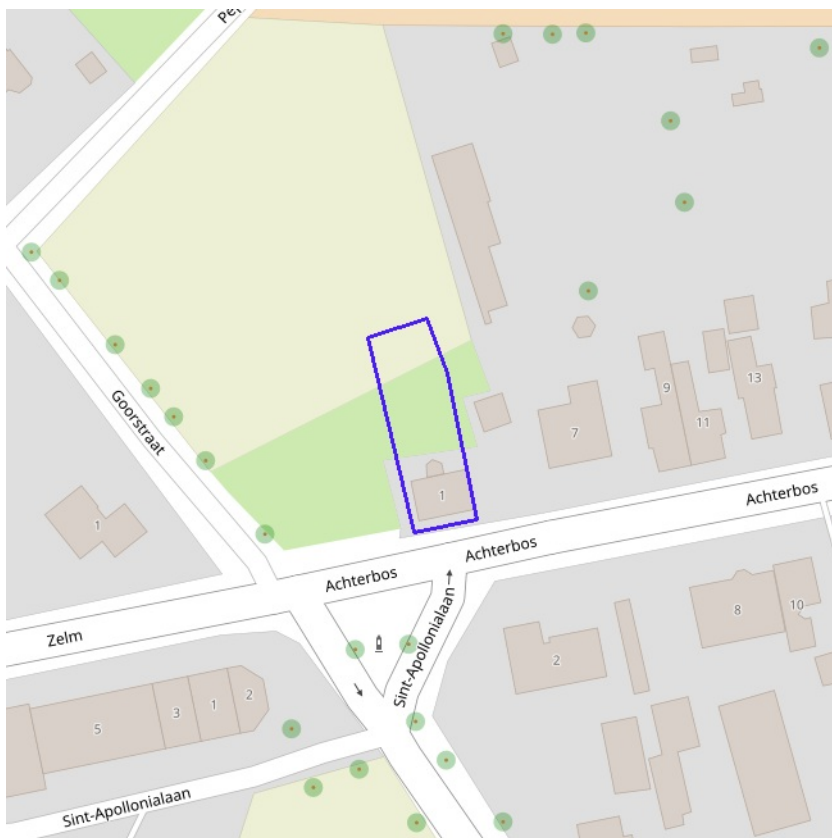 Goorstraat
9
7
13
11
1
1
Achterbos
Achterbos
Achterbos
Zelm
Sint-Apollonialaan
8
10
2
5
3
1
2
Sint-Apollonialaan